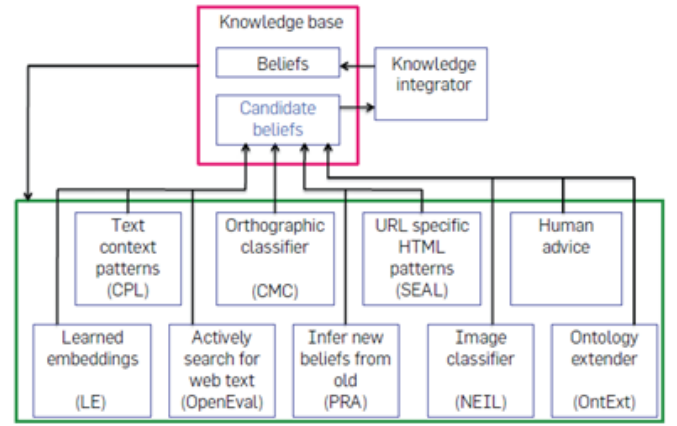 Knowledge base
Beliefs
Candidate
beliefs
Knowledge
integrator
Text
context
patterns
(CPL)
Orthographic
classifier
(CMC)
URL specific
HTML
patterns
(SEAL)
Human
advice
Learned
embeddings
(LE)
Actively
search for
web text
(OpenEval)
Infer new
beliefs from
old
(PRA)
Image
classifier
(NEIL)
Ontology
extender
(OntExt)